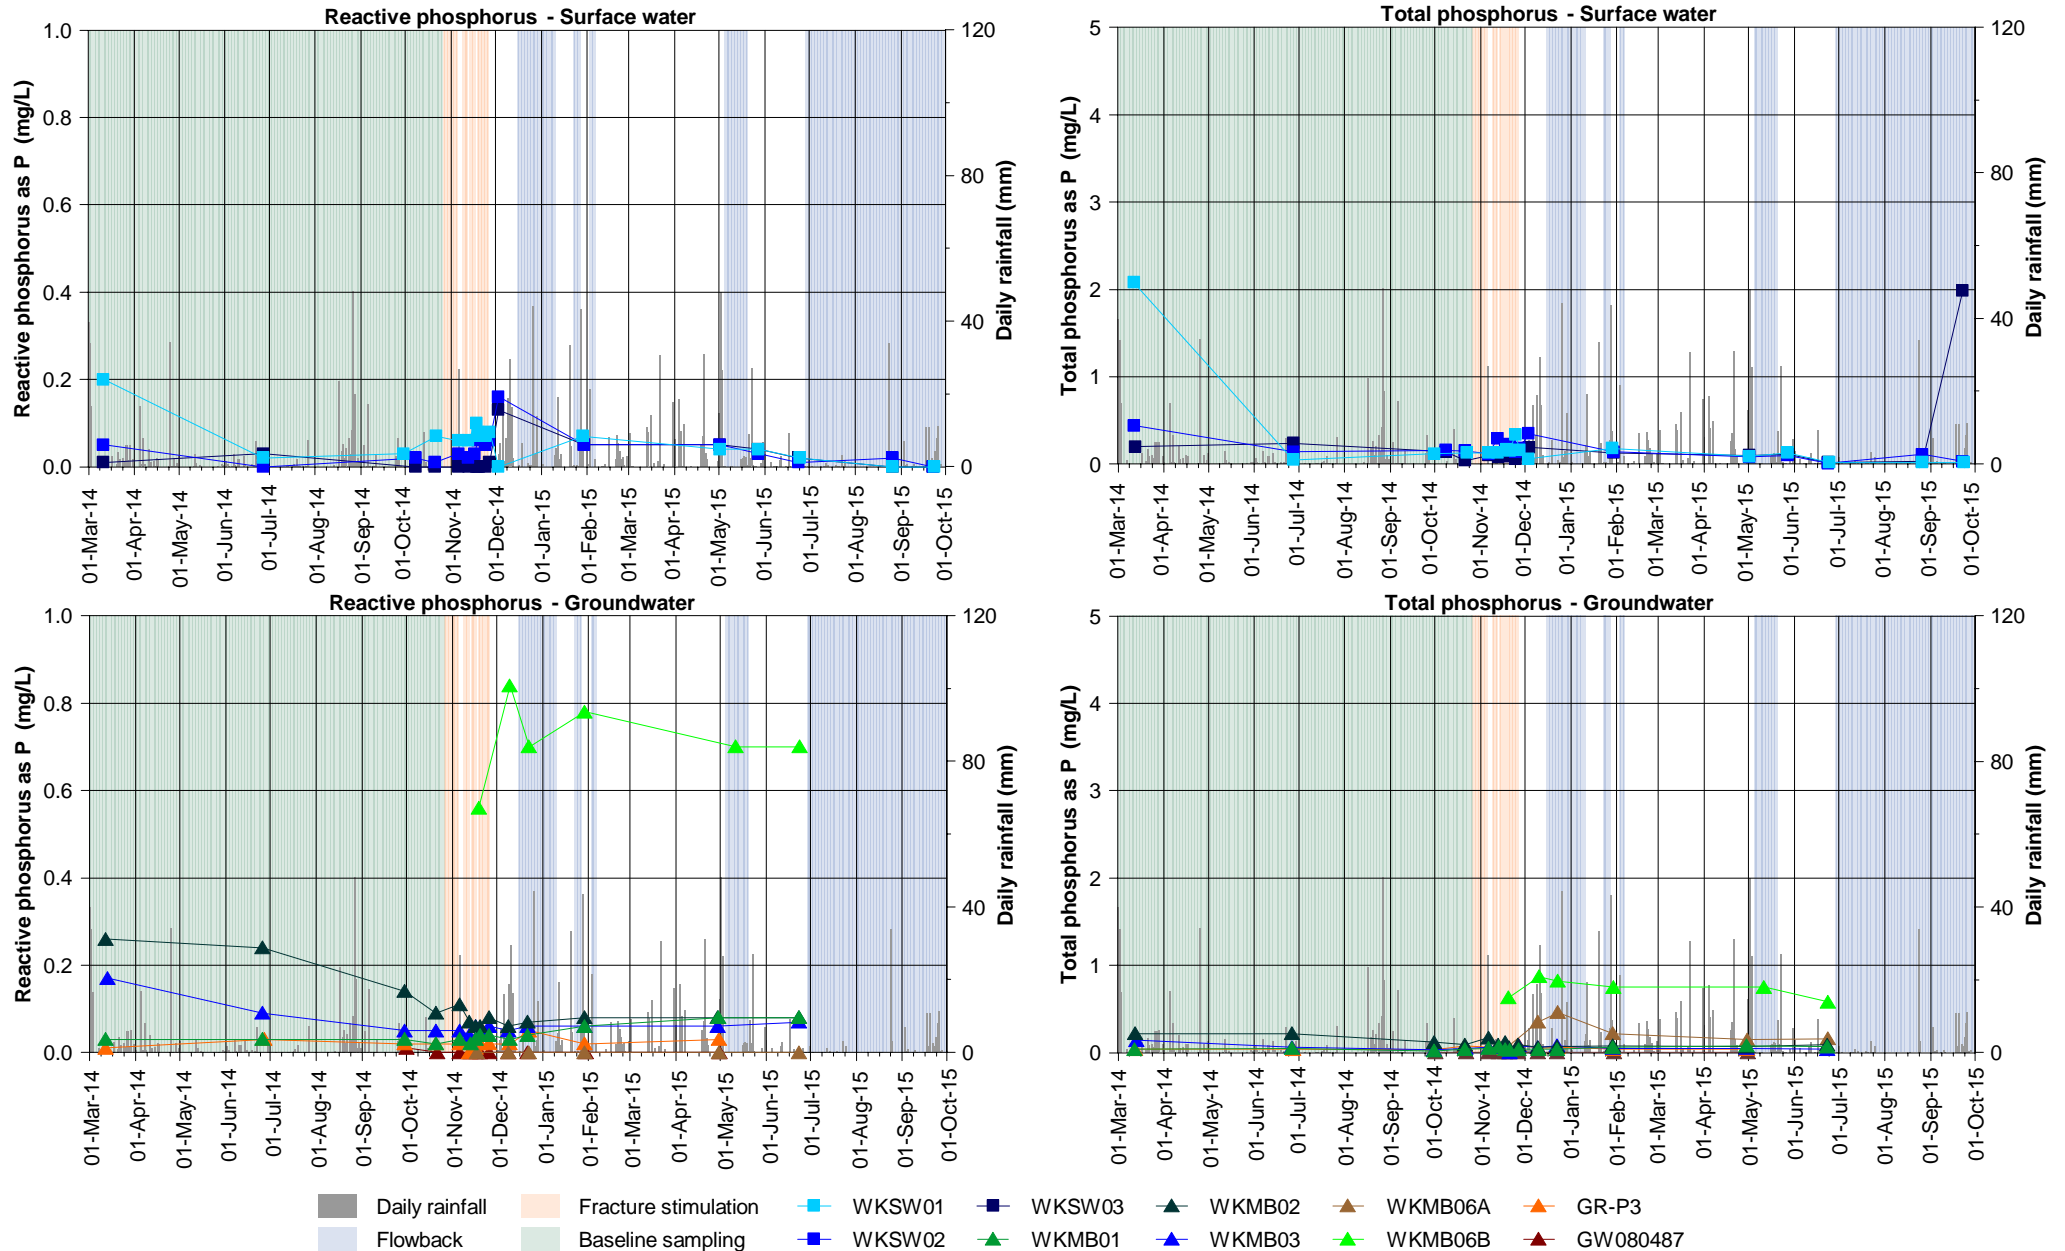 Reactive phosphorus - Surface water
Reactive phosphorus as P (mg/L)
1.0
0.8
0.6
0.4
0.2
0.0
120
80
40
0
Daily rainfall (mm)
01-Mar-14
01-Apr-14
01-May-14
01-Jun-14
01-Jul-14
01-Aug-14
01-Sep-14
01-Oct-14
01-Nov-14
01-Dec-14
01-Jan-15
01-Feb-15
01-Mar-15
01-Apr-15
01-May-15
01-Jun-15
01-Jul-15
01-Aug-15
01-Sep-15
01-Oct-15
Total phosphorus - Surface water
Total phosphorus as P (mg/L)
5
4
3
2
1
0
120
80
40
0
Daily rainfall (mm)
01-Mar-14
01-Apr-14
01-May-14
01-Jun-14
01-Jul-14
01-Aug-14
01-Sep-14
01-Oct-14
01-Nov-14
01-Dec-14
01-Jan-15
01-Feb-15
01-Mar-15
01-Apr-15
01-May-15
01-Jun-15
01-Jul-15
01-Aug-15
01-Sep-15
01-Oct-15
Reactive phosphorus - Groundwater
Reactive phosphorus as P (mg/L)
1.0
0.8
0.6
0.4
0.2
0.0
120
80
40
0
Daily rainfall (mm)
01-Mar-14
01-Apr-14
01-May-14
01-Jun-14
01-Jul-14
01-Aug-14
01-Sep-14
01-Oct-14
01-Nov-14
01-Dec-14
01-Jan-15
01-Feb-15
01-Mar-15
01-Apr-15
01-May-15
01-Jun-15
01-Jul-15
01-Aug-15
01-Sep-15
01-Oct-15
Total phosphorus - Groundwater
Total phosphorus as P (mg/L)
5
4
3
2
1
0
120
80
40
0
Daily rainfall (mm)
01-Mar-14
01-Apr-14
01-May-14
01-Jun-14
01-Jul-14
01-Aug-14
01-Sep-14
01-Oct-14
01-Nov-14
01-Dec-14
01-Jan-15
01-Feb-15
01-Mar-15
01-Apr-15
01-May-15
01-Jun-15
01-Jul-15
01-Aug-15
01-Sep-15
01-Oct-15
Daily rainfall Fracture stimulation WKSW01 WKSW03 WKMB02 WKMB06A GR-P3
Flowback Baseline sampling WKSW02 WKMB01 WKMB03 WKMB06B GW080487